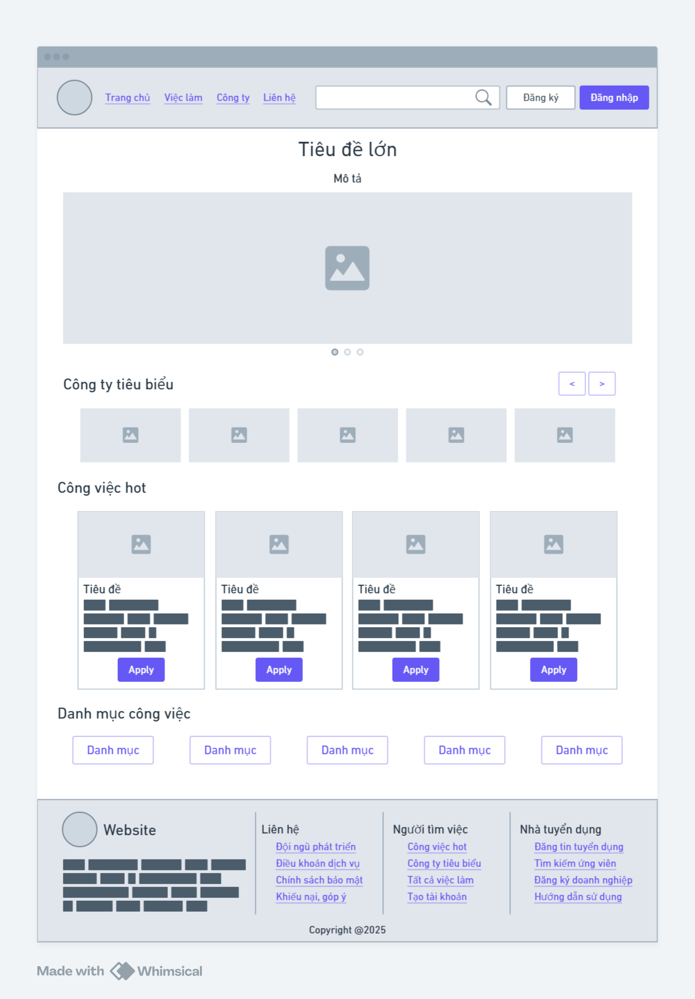 Trang chủ Việc làm Công ty Liên hệ Đăng ký Đăng nhập
Tiêu đề lớn
Mô tả
Công ty tiêu biểu < >
Công việc hot
Tiêu đề Tiêu đề Tiêu đề Tiêu đề
Apply Apply Apply Apply
Danh mục công việc
Danh mục Danh mục Danh mục Danh mục Danh mục
Website
Liên hệ
Đội ngũ phát triển
Điều khoản dịch vụ
Chính sách bảo mật
Khiếu nại, góp ý
Người tìm việc
Công việc hot
Công ty tiêu biểu
Tất cả việc làm
Tạo tài khoản
Nhà tuyển dụng
Đăng tin tuyển dụng
Tìm kiếm ứng viên
Đăng ký doanh nghiệp
Hướng dẫn sử dụng
Copyright @2025
Made with Whimsical